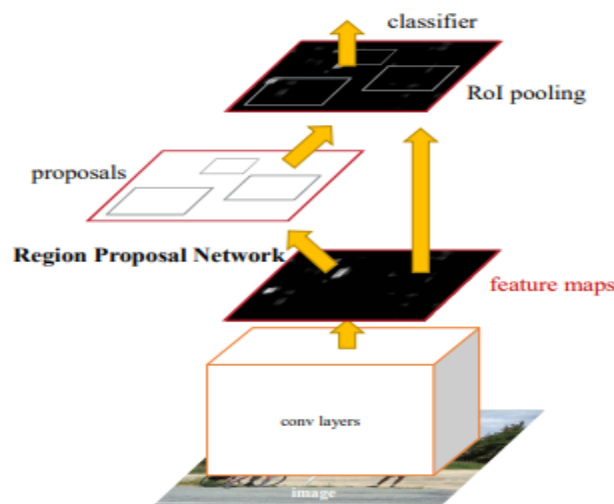 classifier
RoI pooling
proposals
Region Proposal Network
feature maps
conv layers
image